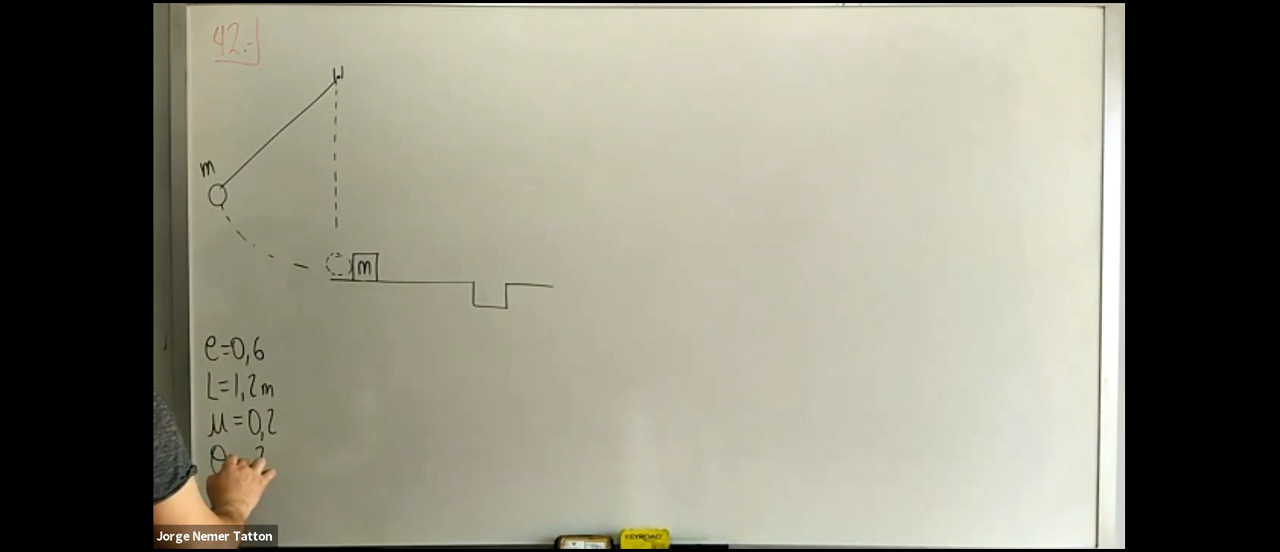 42.-
m
m
e=0,6
L=1,2m
μ=0,2
Jorge Nemer Tatton